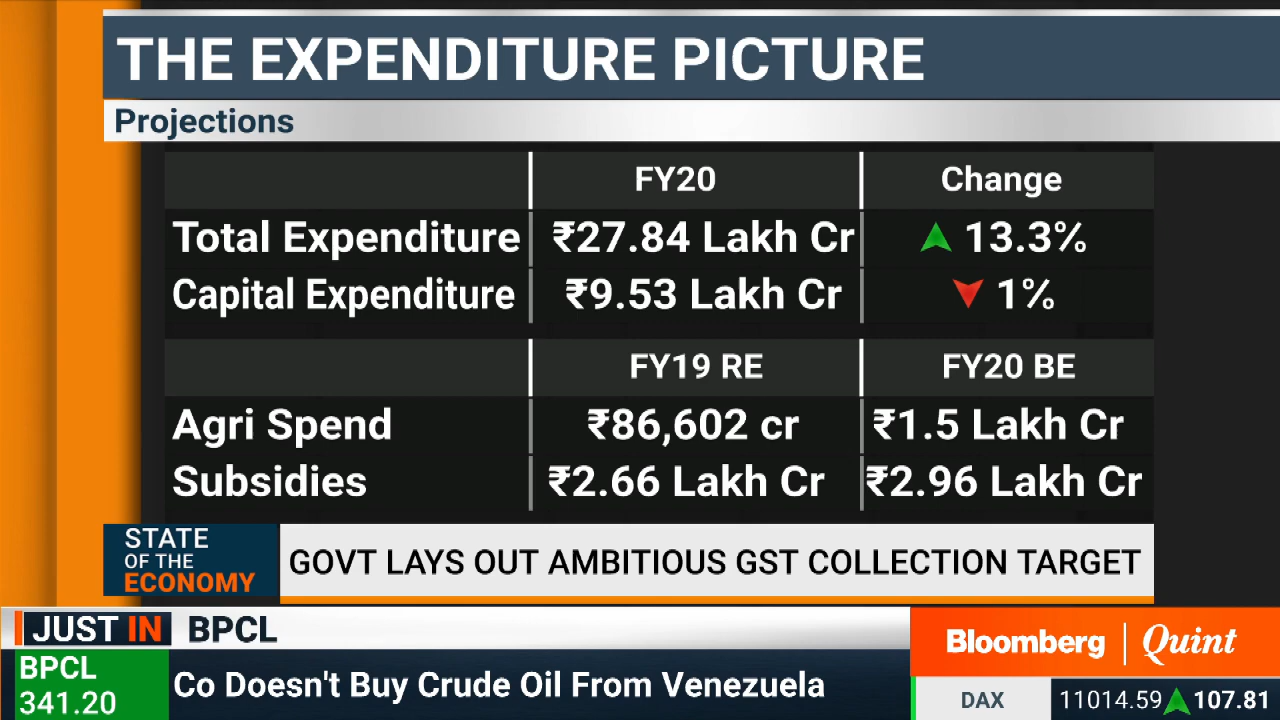 THE EXPENDITURE PICTURE
Projections
FY20 Change
Total Expenditure ₹27.84 Lakh Cr 13.3%
Capital Expenditure ₹9.53 Lakh Cr 1%
FY19 RE FY20 BE
Agri Spend ₹86,602 cr ₹1.5 Lakh Cr
Subsidies ₹2.66 Lakh Cr ₹2.96 Lakh Cr
STATE
OF THE
ECONOMY
GOVT LAYS OUT AMBITIOUS GST COLLECTION TARGET
JUST IN BPCL
BPCL
341.20
Co Doesn't Buy Crude Oil From Venezuela
Bloomberg | Quint
DAX 11014.59 107.81